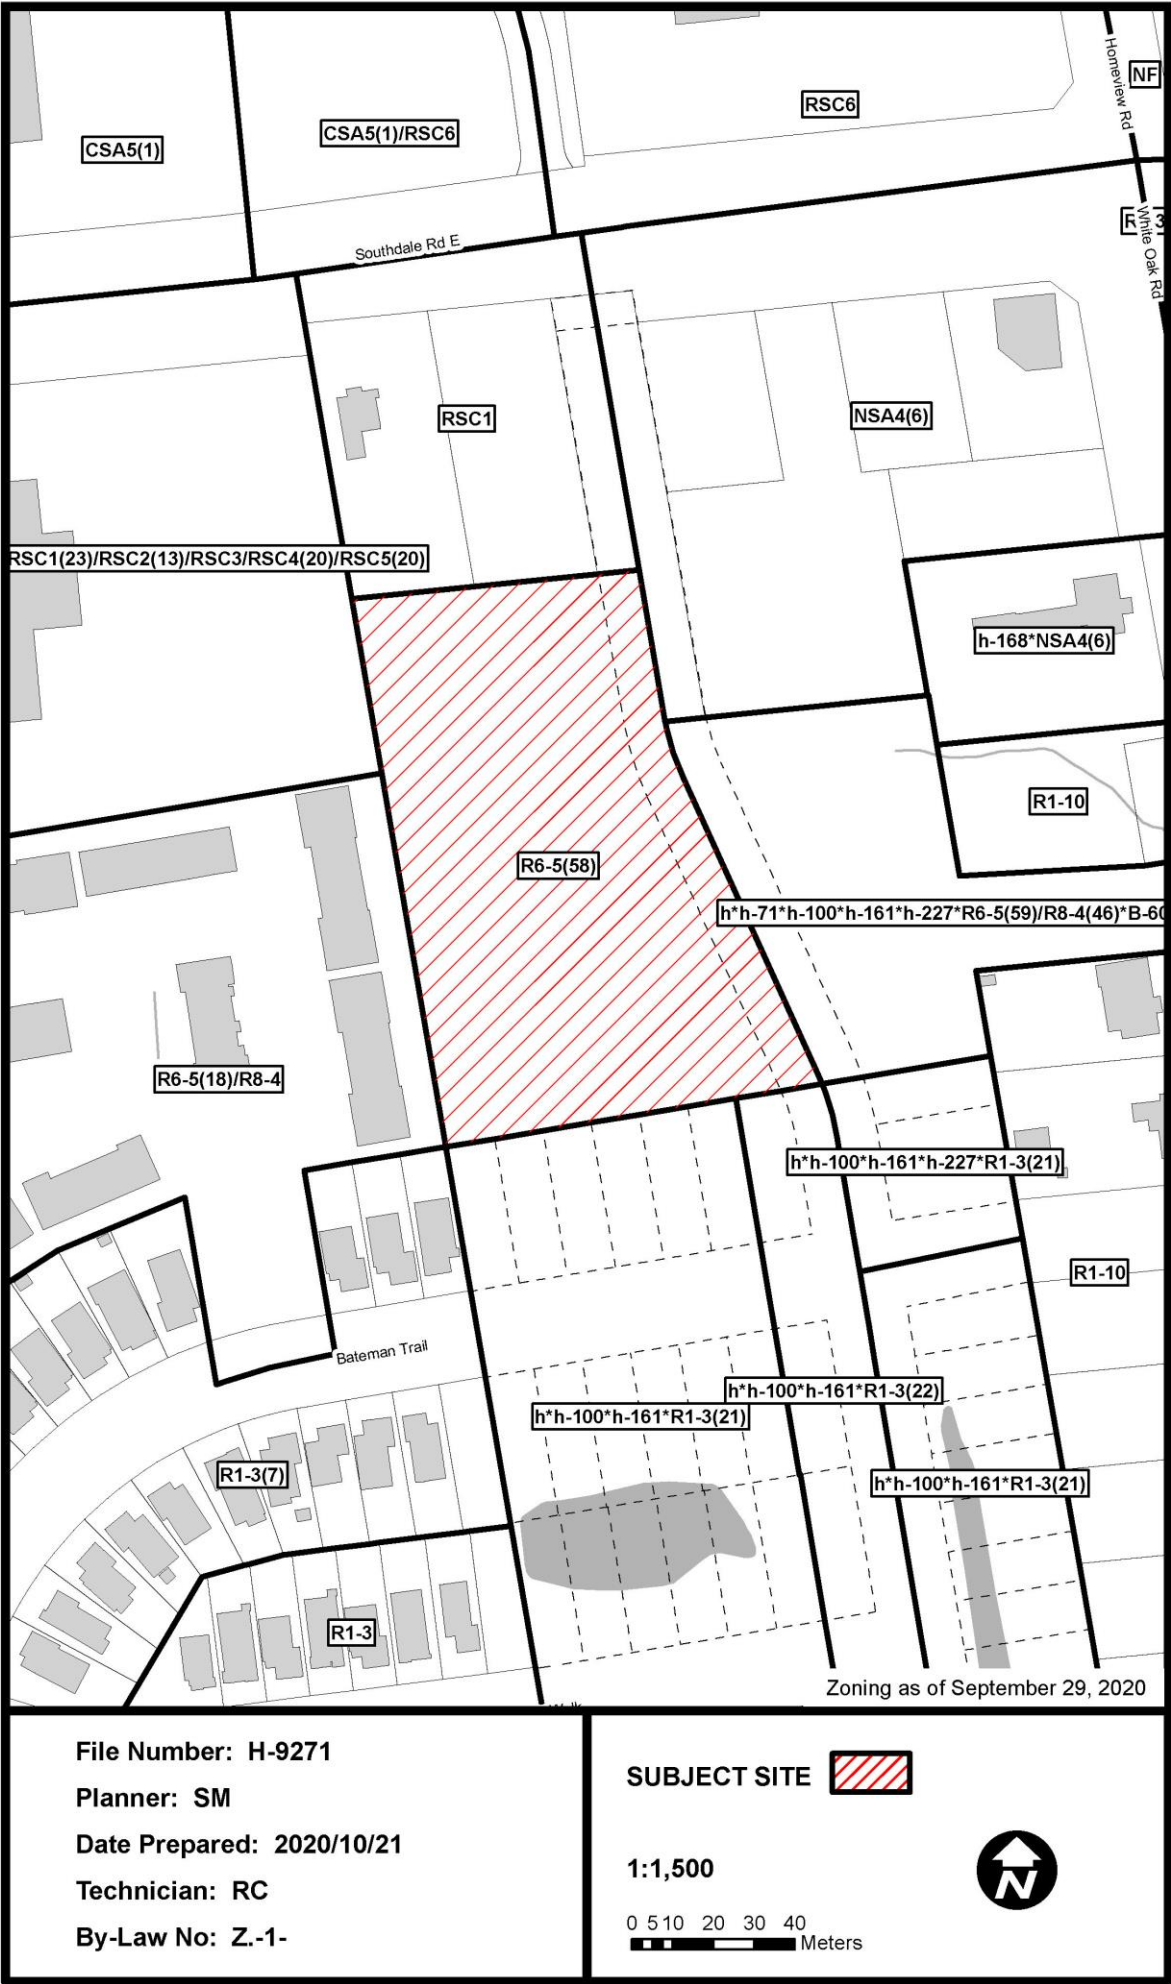 Homeview Rd
NF
RSC6
CSA5(1)/RSC6
CSA5(1)
White Oak Rd
Southdale Rd E
RSC1
NSA4(6)
RSC1(23)/RSC2(13)/RSC3/RSC4(20)/RSC5(20)
h-168*NSA4(6)
R1-10
R6-5(58)
h*h-71*h-100*h-161*h-227*R6-5(59)/R8-4(46)*B-60
R6-5(18)/R8-4
h*h-100*h-161*h-227*R1-3(21)
R1-10
Bateman Trail
h*h-100*h-161*R1-3(22)
h*h-100*h-161*R1-3(21)
R1-3(7)
h*h-100*h-161*R1-3(21)
R1-3
Zoning as of September 29, 2020
File Number: H-9271
Planner: SM
Date Prepared: 2020/10/21
Technician: RC
By-Law No: Z.-1-
SUBJECT SITE
1:1,500
N
0 5 10 20 30 40
Meters